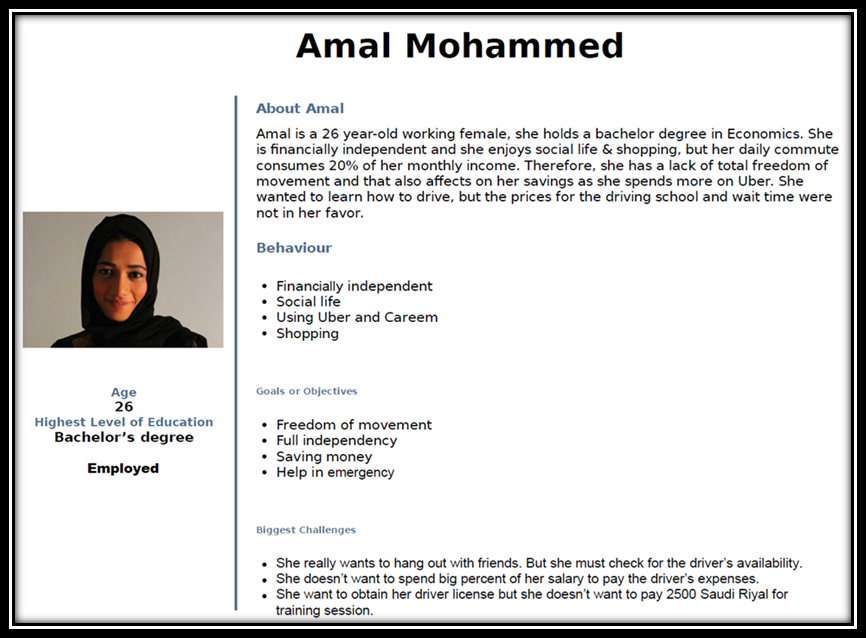 Amal Mohammed
About Amal
Amal is a 26 year-old working female, she holds a bachelor degree in Economics. She
is financially independent and she enjoys social life & shopping, but her daily commute
consumes 20% of her monthly income. Therefore, she has a lack of total freedom of
movement and that also affects on her savings as she spends more on Uber. She
wanted to learn how to drive, but the prices for the driving school and wait time were
not in her favor.
Behaviour
• Financially independent
• Social life
• Using Uber and Careem
• Shopping
Age
26
Highest Level of Education
Bachelor’s degree
Employed
Goals or Objectives
• Freedom of movement
• Full independency
• Saving money
• Help in emergency
Biggest Challenges
• She really wants to hang out with friends. But she must check for the driver’s availability.
• She doesn’t want to spend big percent of her salary to pay the driver’s expenses.
• She want to obtain her driver license but she doesn’t want to pay 2500 Saudi Riyal for
training session.